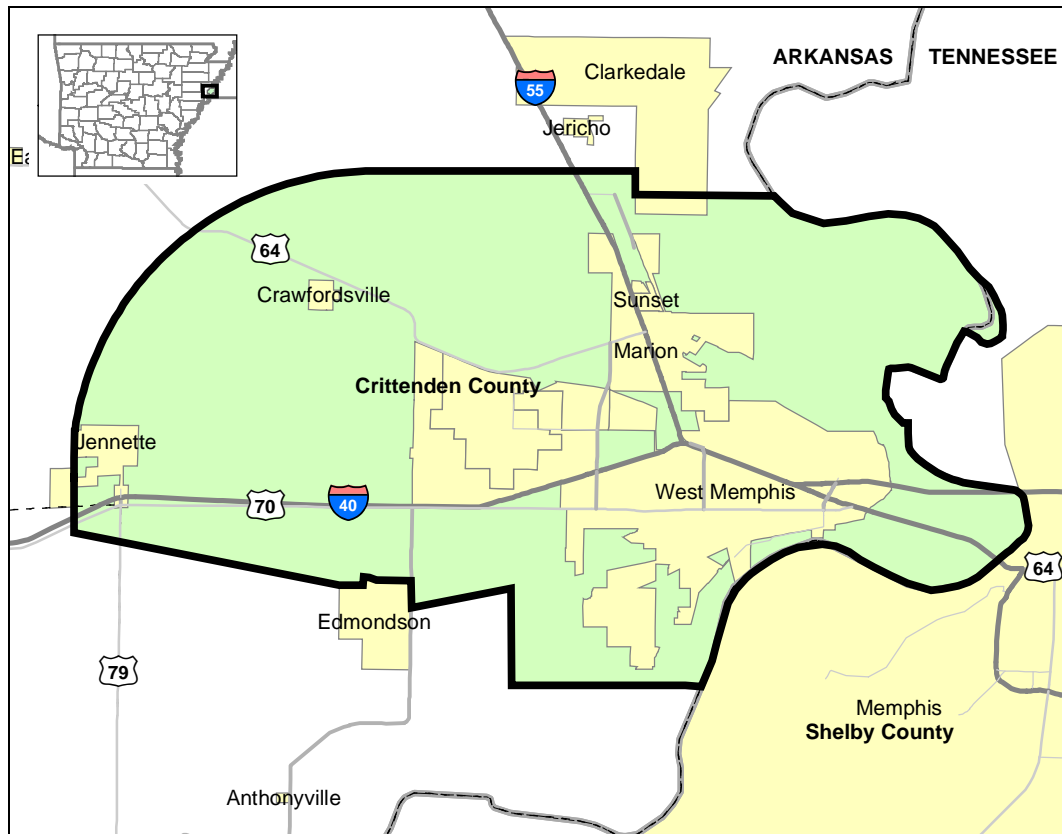 ARKANSAS TENNESSEE
Clarkedale
55
Jericho
Ea
64
Crawfordsville
Sunset
Marion
Crittenden County
Jennette
West Memphis
70
40
64
Edmondson
79
Memphis
Shelby County
Anthonyville